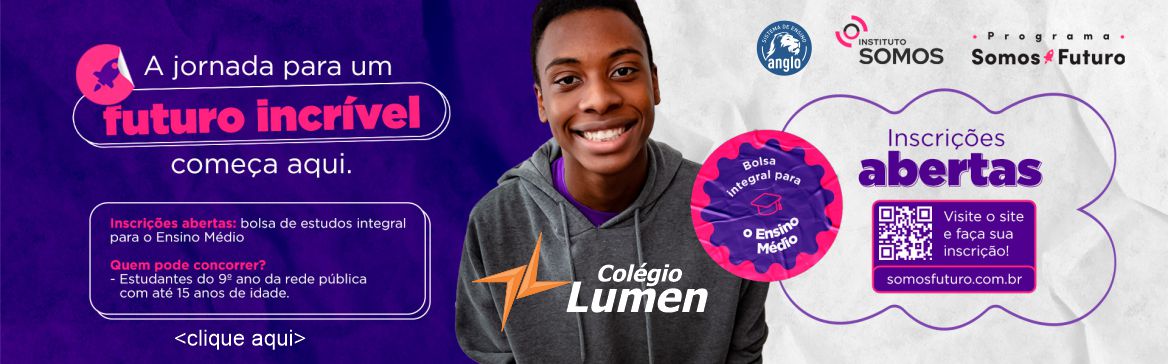 A jornada para um
futuro incrível
começa aqui.
Inscrições abertas: bolsa de estudos integral
para o Ensino Médio
Quem pode concorrer?
- Estudantes do 9º ano da rede pública
com até 15 anos de idade.
<clique aqui>
Colégio
Lumen
Bolsa
integral para
o Ensino
Médio
SISTEMA DE ENSINO
anglo
INSTITUTO
SOMOS
Programa
Somos Futuro
Inscrições
abertas
Visite o site
e faça sua
inscrição!
somosfuturo.com.br